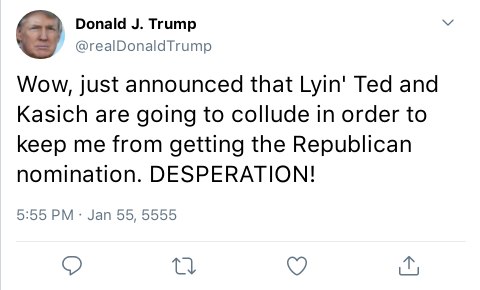 Donald J. Trump
@realDonaldTrump
Wow, just announced that Lyin' Ted and
Kasich are going to collude in order to
keep me from getting the Republican
nomination. DESPERATION!
5:55 PM · Jan 55, 5555